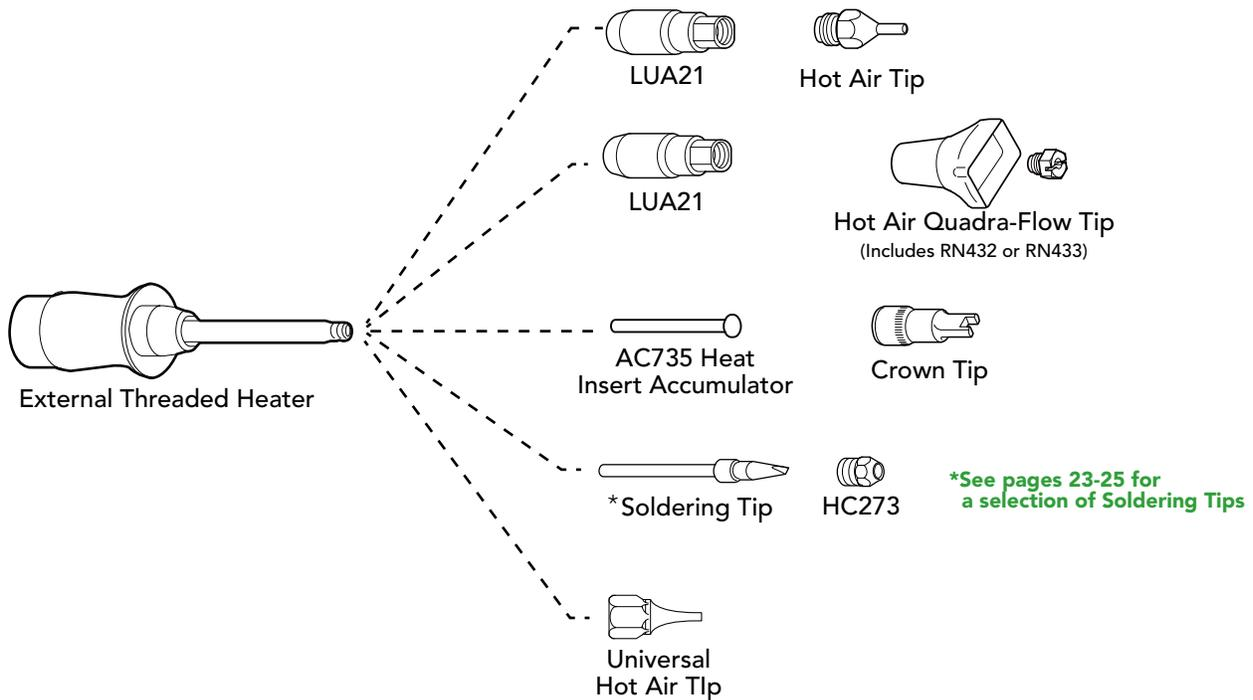 LUA21
Hot Air Tip
LUA21
Hot Air Quadra-Flow Tip
(Includes RN432 or RN433)
External Threaded Heater
AC735 Heat
Insert Accumulator
Crown Tip
*Soldering Tip
HC273
*See pages 23-25 for
a selection of Soldering Tips
Universal
Hot Air TIp